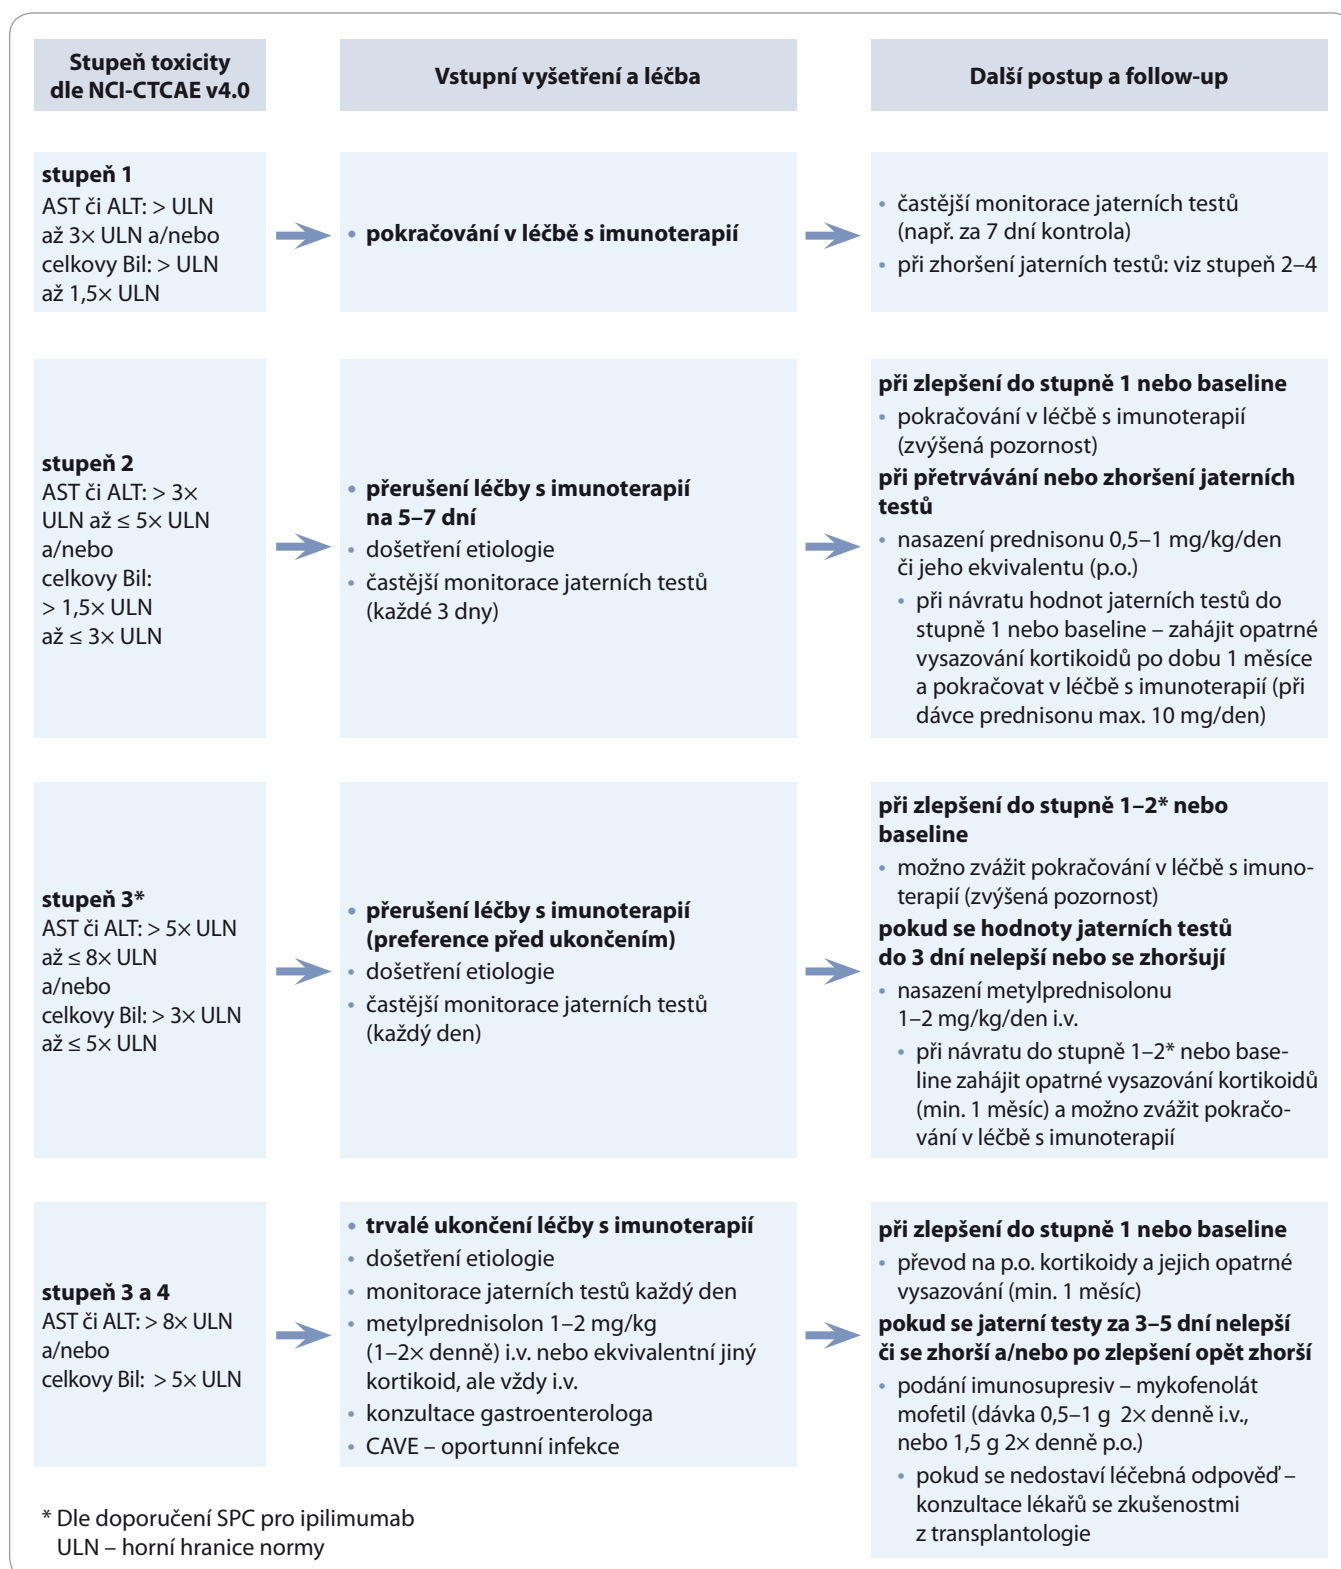 Stupeň toxicity
dle NCI-CTCAE v4.0
Vstupní vyšetření a léčba
Další postup a follow-up
stupeň 1
AST či ALT: > ULN
až 3× ULN a/nebo
celkovy Bil: > ULN
až 1,5× ULN
• pokračování v léčbě s imunoterapií
• častější monitorace jaterních testů
(např. za 7 dní kontrola)
• při zhoršení jaterních testů: viz stupeň 2–4
stupeň 2
AST či ALT: > 3×
ULN až ≤ 5× ULN
a/nebo
celkovy Bil:
> 1,5× ULN
až ≤ 3× ULN
• přerušení léčby s imunoterapií
na 5–7 dní
• došetření etiologie
• častější monitorace jaterních testů
(každé 3 dny)
při zlepšení do stupně 1 nebo baseline
• pokračování v léčbě s imunoterapií
(zvýšená pozornost)
při přetrvávání nebo zhoršení jaterních
testů
• nasazení prednisonu 0,5–1 mg/kg/den
či jeho ekvivalentu (p.o.)
• při návratu hodnot jaterních testů do
stupně 1 nebo baseline – zahájit opatrné
vysazování kortikoidů po dobu 1 měsíce
a pokračovat v léčbě s imunoterapií (při
dávce prednisonu max. 10 mg/den)
stupeň 3*
AST či ALT: > 5× ULN
až ≤ 8× ULN
a/nebo
celkovy Bil: > 3× ULN
až ≤ 5× ULN
• přerušení léčby s imunoterapií
(preference před ukončením)
• došetření etiologie
• častější monitorace jaterních testů
(každý den)
při zlepšení do stupně 1–2* nebo
baseline
• možno zvážit pokračování v léčbě s imuno-
terapií (zvýšená pozornost)
pokud se hodnoty jaterních testů
do 3 dní nelepší nebo se zhoršují
• nasazení metylprednisolonu
1–2 mg/kg/den i.v.
• při návratu do stupně 1–2* nebo base-
line zahájit opatrné vysazování kortikoidů
(min. 1 měsíc) a možno zvážit pokračo-
vání v léčbě s imunoterapií
stupeň 3 a 4
AST či ALT: > 8× ULN
a/nebo
celkovy Bil: > 5× ULN
• trvalé ukončení léčby s imunoterapií
• došetření etiologie
• monitorace jaterních testů každý den
• metylprednisolon 1–2 mg/kg
(1–2× denně) i.v. nebo ekvivalentní jiný
kortikoid, ale vždy i.v.
• konzultace gastroenterologa
• CAVE – oportunní infekce
při zlepšení do stupně 1 nebo baseline
• převod na p.o. kortikoidy a jejich opatrné
vysazování (min. 1 měsíc)
pokud se jaterní testy za 3–5 dní nelepší
či se zhorší a/nebo po zlepšení opět zhorší
• podání imunosupresiv – mykofenolát
mofetil (dávka 0,5–1 g 2× denně i.v.,
nebo 1,5 g 2× denně p.o.)
• pokud se nedostaví léčebná odpověď –
konzultace lékařů se zkušenostmi
z transplantologie
* Dle doporučení SPC pro ipilimumab
ULN – horní hranice normy